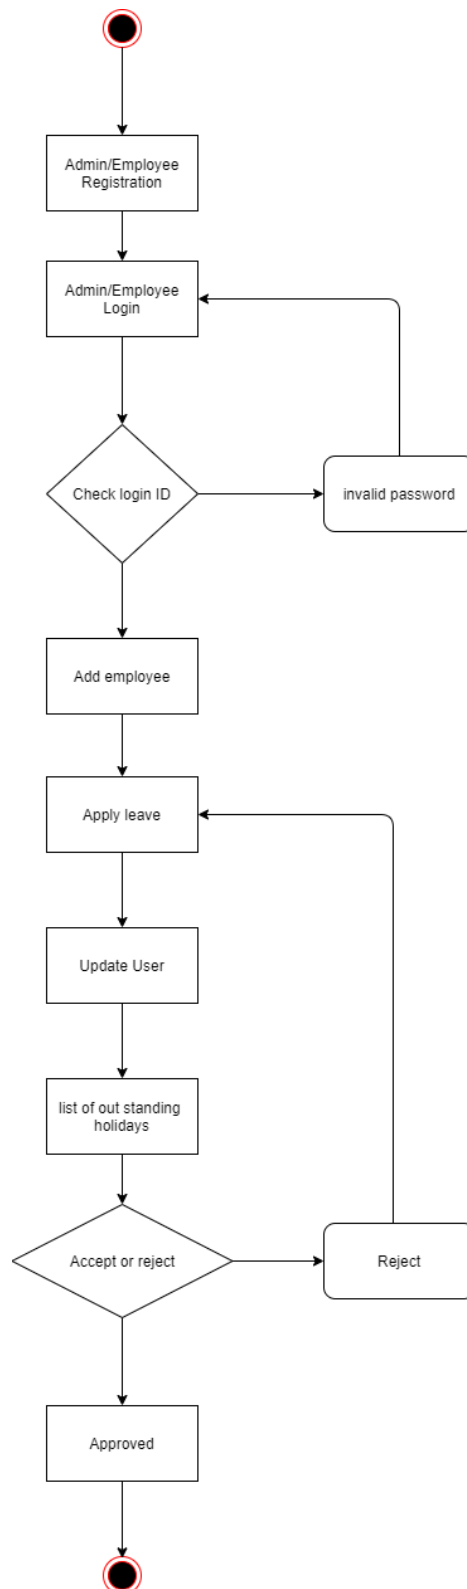 Admin/Employee
Registration
Admin/Employee
Login
Check login ID
invalid password
Add employee
Apply leave
Update User
list of out standing
holidays
Accept or reject
Reject
Approved